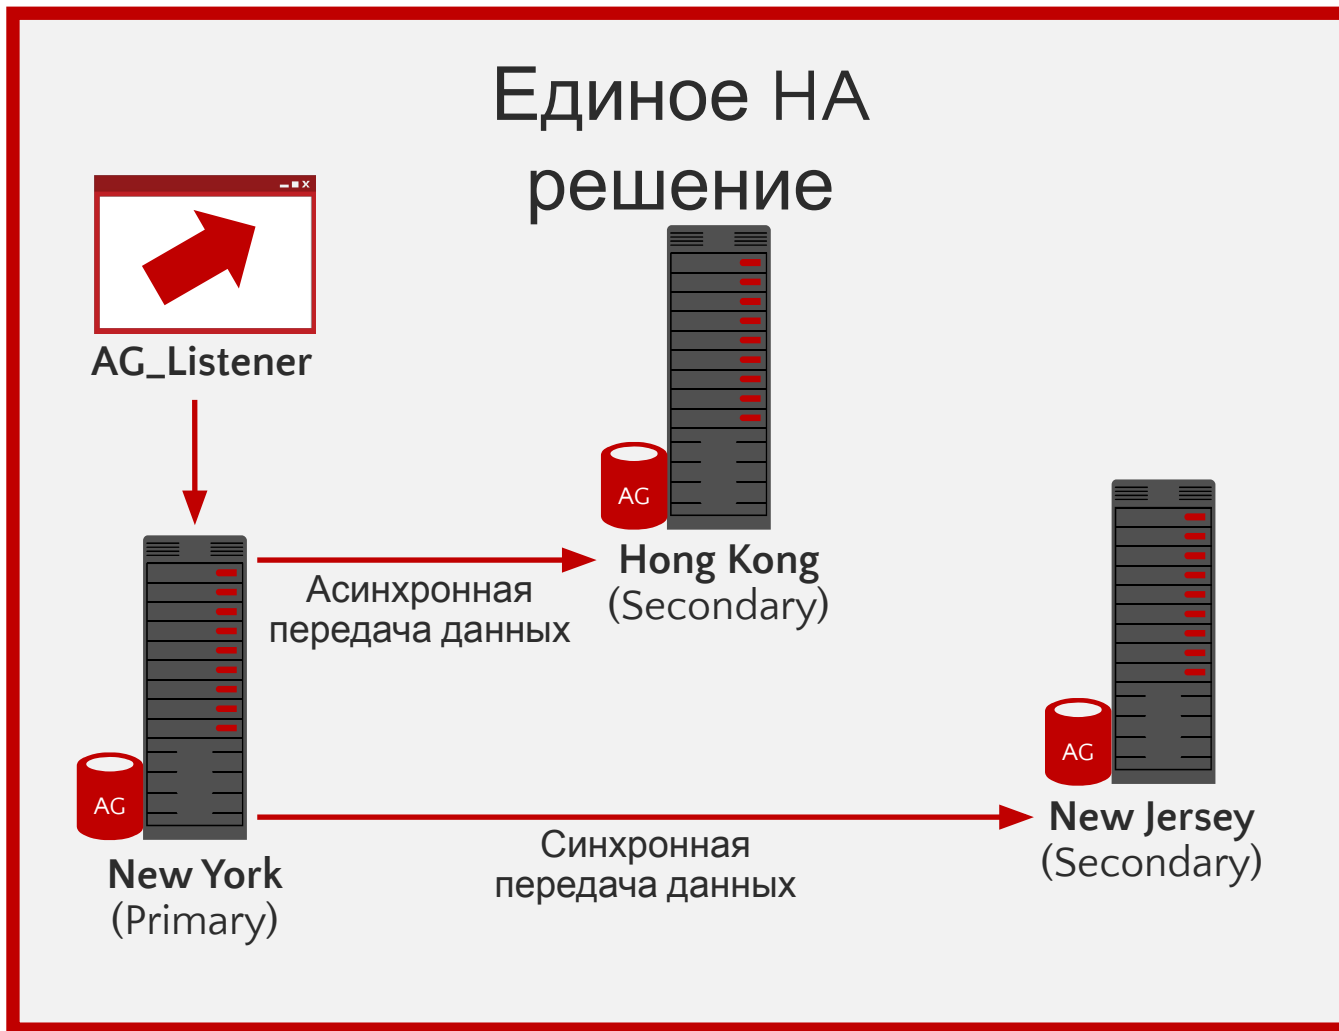 Единое HA
решение
AG_Listener
AG
Hong Kong
(Secondary)
Асинхронная
передача данных
AG
New Jersey
(Secondary)
AG
New York
(Primary)
Синхронная
передача данных